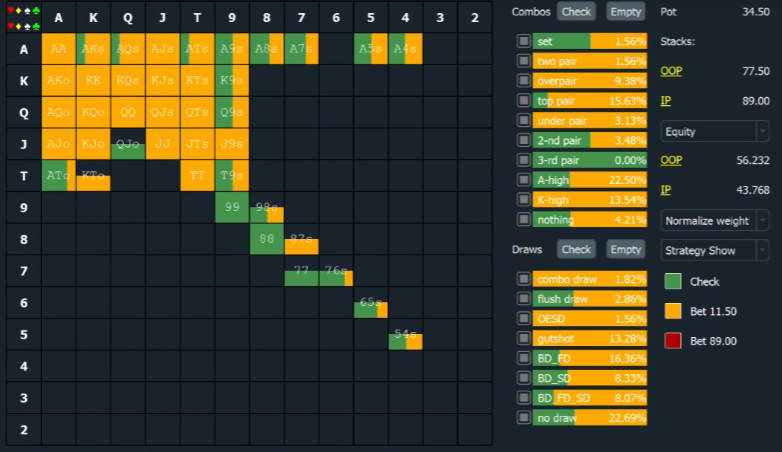 A K Q J T 9 8 7 6 5 4 3 2
A AA AKs AQs AJs ATs A9s A8s A7s A5s A4s
K AKo KK KQs KJs KTs K9s
Q AQo KQo QQ QJs QTs Q9s
J AJo KJo QJo JJ JTs J9s
T ATo KTo TT T9s
9 99 98s
8 88 87s
7 77 76s
6 65s
5 54s
4
3
2
Combos Check Empty
set 1.56%
two pair 1.56%
overpair 9.38%
top pair 15.63%
under pair 3.13%
2-nd pair 3.48%
3-rd pair 0.00%
A-high 22.50%
K-high 13.54%
nothing 4.21%
Draws Check Empty
combo draw 1.82%
flush draw 2.86%
OESD 1.56%
gutshot 13.28%
BD_FD 16.36%
BD_SD 8.33%
BD_FD_SD 8.07%
no draw 22.69%
Pot 34.50
Stacks:
OOP 77.50
IP 89.00
Equity
OOP 56.232
IP 43.768
Normalize weight
Strategy Show
Check
Bet 11.50
Bet 89.00